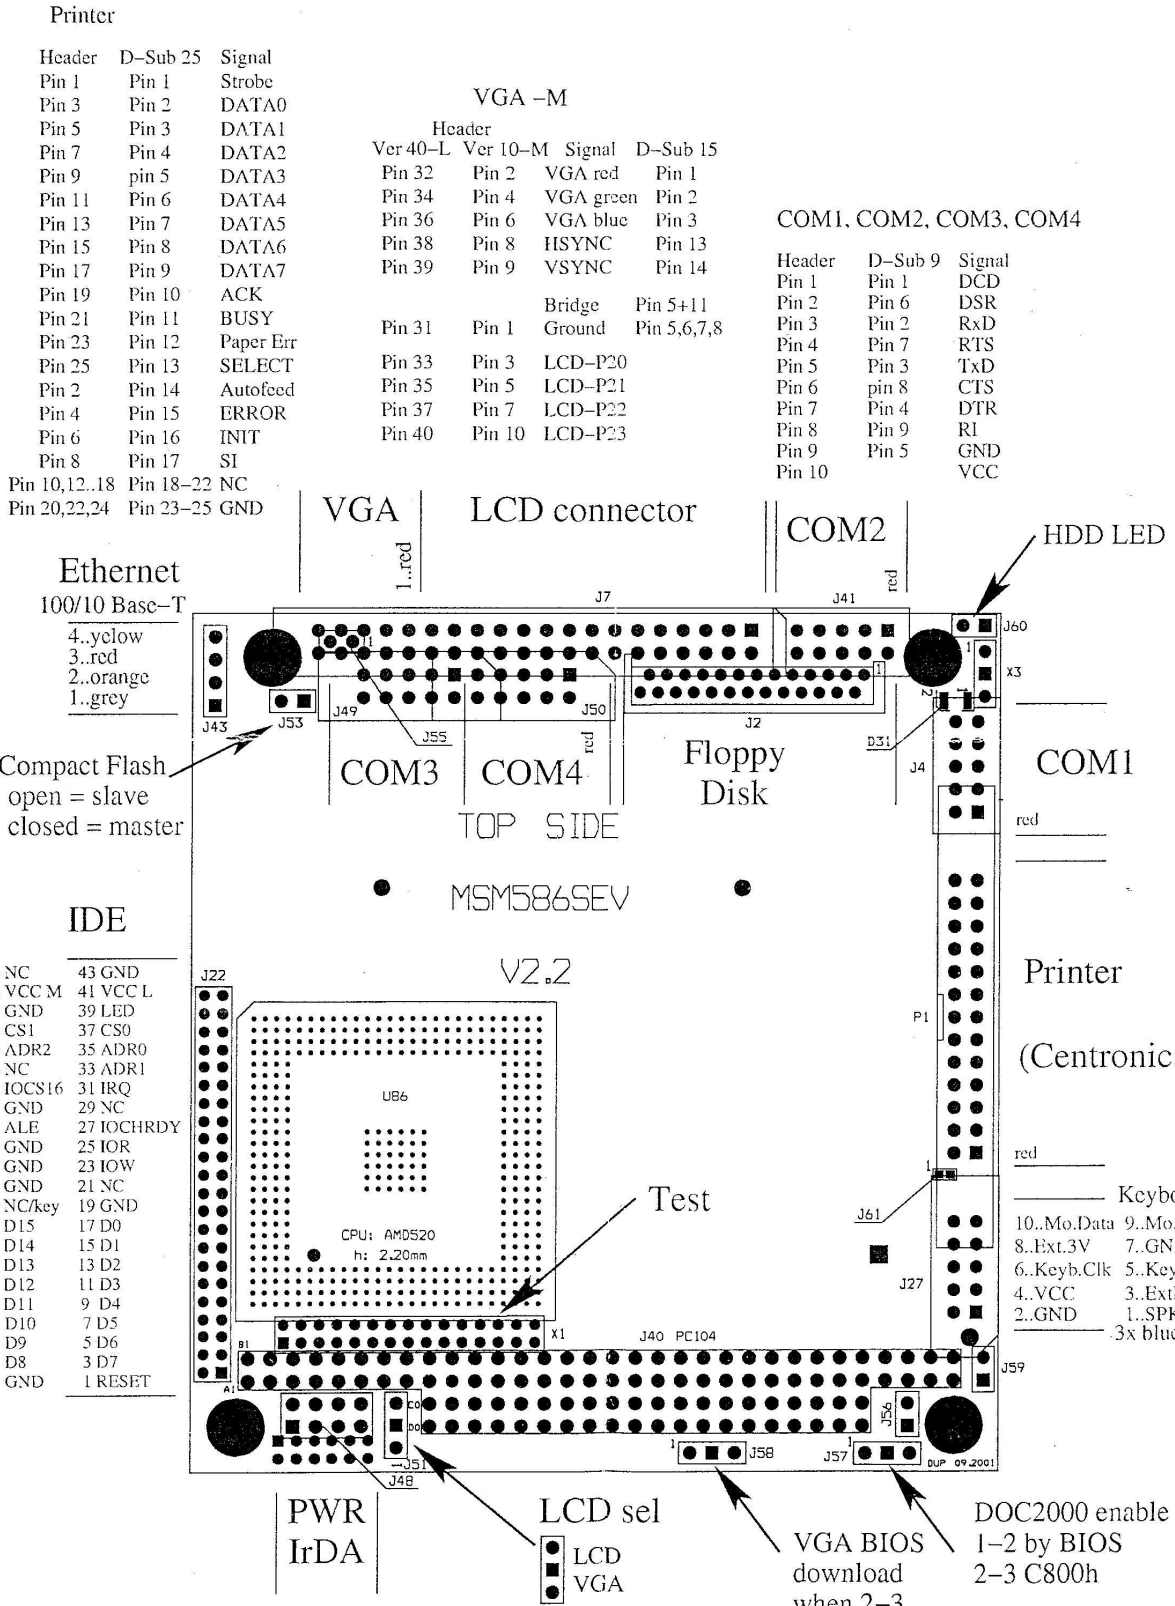 Printer
Header D–Sub 25 Signal
Pin 1 Pin 1 Strobe
Pin 3 Pin 2 DATA0
Pin 5 Pin 3 DATA1
Pin 7 Pin 4 DATA2
Pin 9 pin 5 DATA3
Pin 11 Pin 6 DATA4
Pin 13 Pin 7 DATA5
Pin 15 Pin 8 DATA6
Pin 17 Pin 9 DATA7
Pin 19 Pin 10 ACK
Pin 21 Pin 11 BUSY
Pin 23 Pin 12 Paper Err
Pin 25 Pin 13 SELECT
Pin 2 Pin 14 Autofeed
Pin 4 Pin 15 ERROR
Pin 6 Pin 16 INIT
Pin 8 Pin 17 SI
Pin 10,12..18 Pin 18–22 NC
Pin 20,22,24 Pin 23–25 GND
VGA –M
Header
Ver 40–L Ver 10–M Signal D–Sub 15
Pin 32 Pin 2 VGA red Pin 1
Pin 34 Pin 4 VGA green Pin 2
Pin 36 Pin 6 VGA blue Pin 3
Pin 38 Pin 8 HSYNC Pin 13
Pin 39 Pin 9 VSYNC Pin 14
Bridge Pin 5+11
Pin 31 Pin 1 Ground Pin 5,6,7,8
Pin 33 Pin 3 LCD–P20
Pin 35 Pin 5 LCD–P21
Pin 37 Pin 7 LCD–P22
Pin 40 Pin 10 LCD–P23
COM1, COM2, COM3, COM4
Header D–Sub 9 Signal
Pin 1 Pin 1 DCD
Pin 2 Pin 6 DSR
Pin 3 Pin 2 RxD
Pin 4 Pin 7 RTS
Pin 5 Pin 3 TxD
Pin 6 pin 8 CTS
Pin 7 Pin 4 DTR
Pin 8 Pin 9 RI
Pin 9 Pin 5 GND
Pin 10 VCC
VGA LCD connector COM2
HDD LED
1..red
red
Ethernet
100/10 Base–T
4..yelow
3..red
2..orange
1..grey
J7 J41
J60
1 X3
J43 J53 J49 J55 J50 J2
1
1
2 1
D31
J4
red
Compact Flash
open = slave
closed = master
COM3 COM4
Floppy
Disk
COM1
red
TOP SIDE
MSM586SEV
V2.2
IDE
NC 43 GND
VCC M 41 VCC L
GND 39 LED
CS1 37 CS0
ADR2 35 ADR0
NC 33 ADR1
IOCS16 31 IRQ
GND 29 NC
ALE 27 IOCHRDY
GND 25 IOR
GND 23 IOW
GND 21 NC
NC/key 19 GND
D15 17 D0
D14 15 D1
D13 13 D2
D12 11 D3
D11 9 D4
D10 7 D5
D9 5 D6
D8 3 D7
GND 1 RESET
J22
U86
CPU: AMD520
h: 2.20mm
Test
P1
Printer
(Centronic
red
1
J61
J27
10..Mo.Data
8..Ext.3V
6..Keyb.Clk
4..VCC
2..GND
3x
X1
J40 PC104
B1
A1
C0
D0
J59
J56
1 J58
J57 1
DUP 09.2001
1
J51
J48
PWR
IrDA
LCD sel
LCD
VGA
VGA BIOS
download
when 2–3
DOC2000 enable
1–2 by BIOS
2–3 C800h